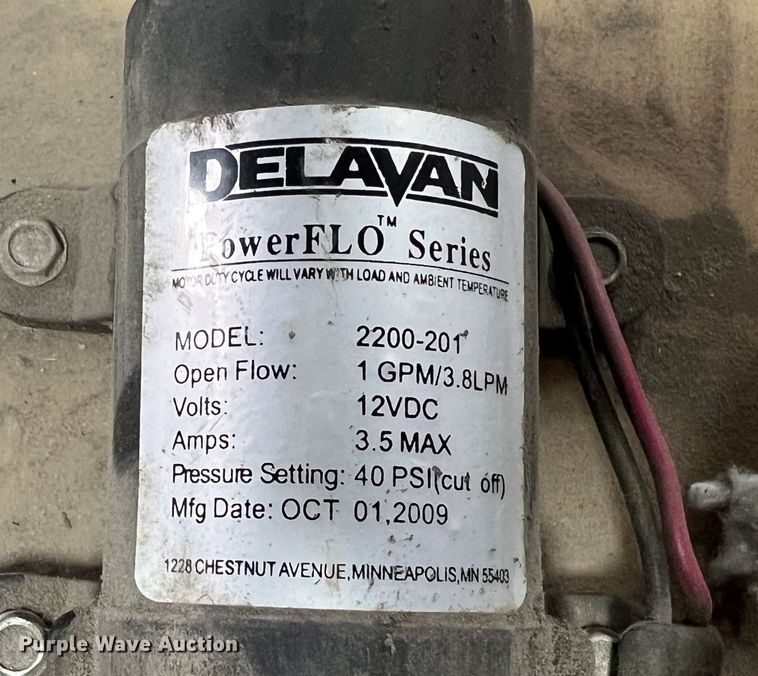 DELAVAN
PowerFLO™ Series
MOTOR DUTY CYCLE WILL VARY WITH LOAD AND AMBIENT TEMPERATURE
MODEL: 2200-201
Open Flow: 1 GPM/3.8LPM
Volts: 12VDC
Amps: 3.5 MAX
Pressure Setting: 40 PSI(cut off)
Mfg Date: OCT 01,2009
1228 CHESTNUT AVENUE,MINNEAPOLIS,MN 55403
Purple Wave Auction